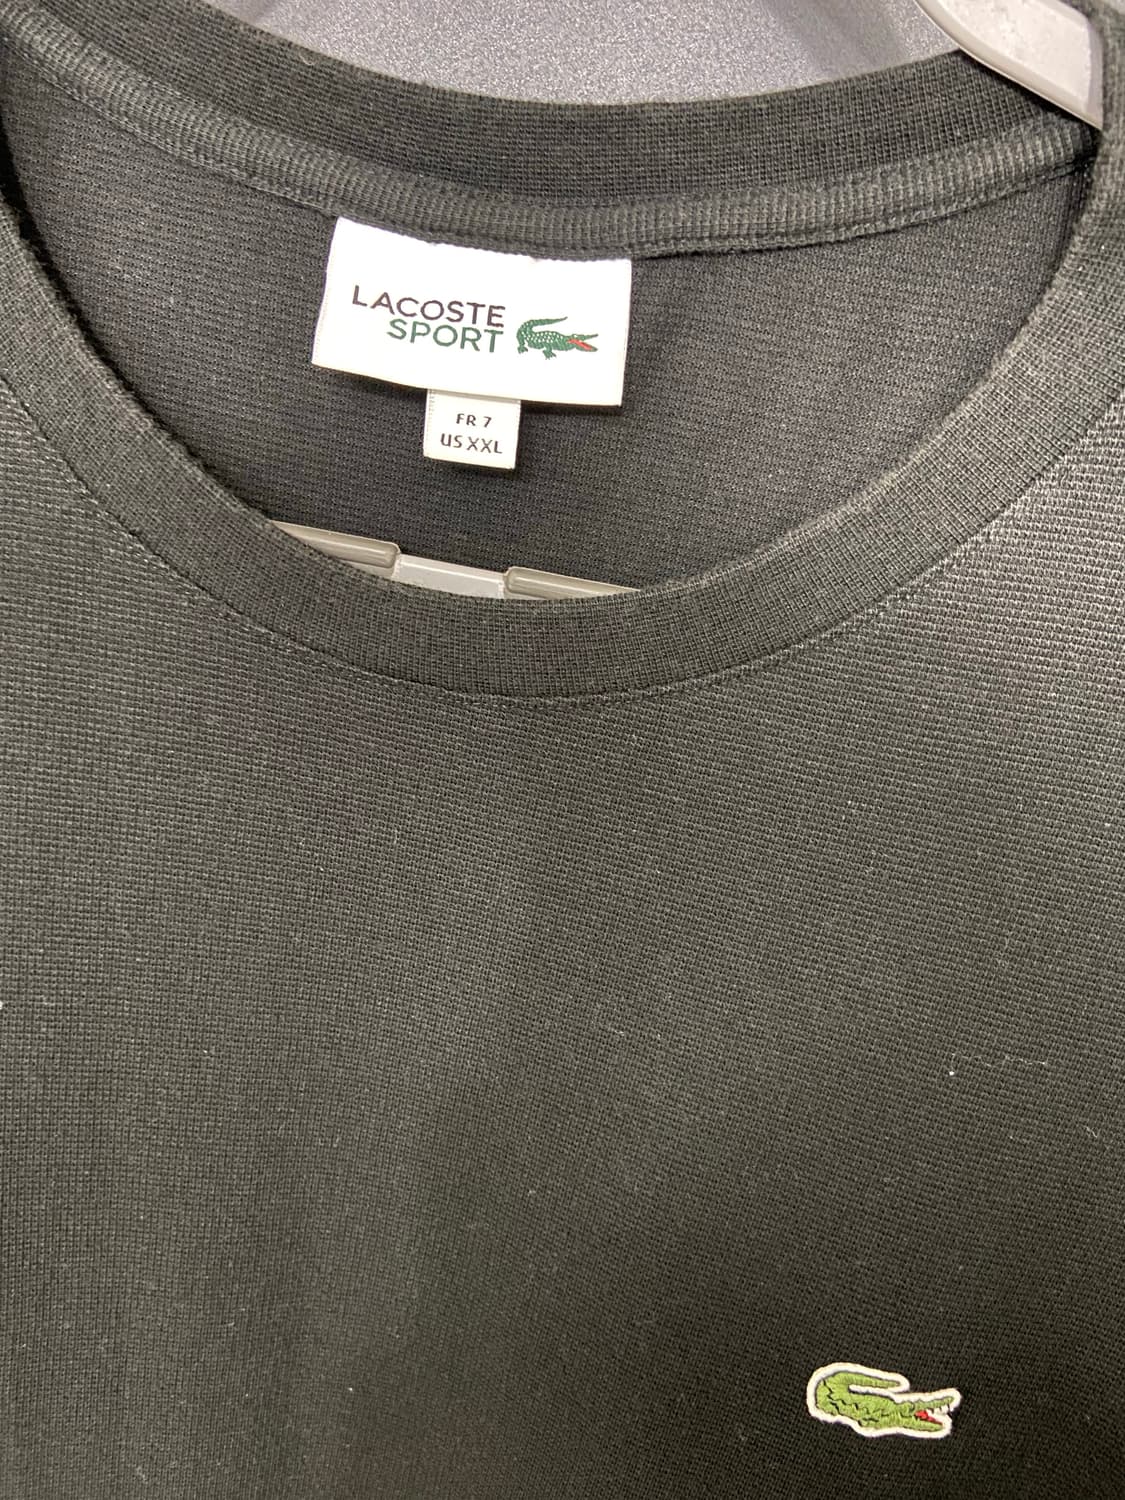 LACOSTE
SPORT
FR 7
US XXL